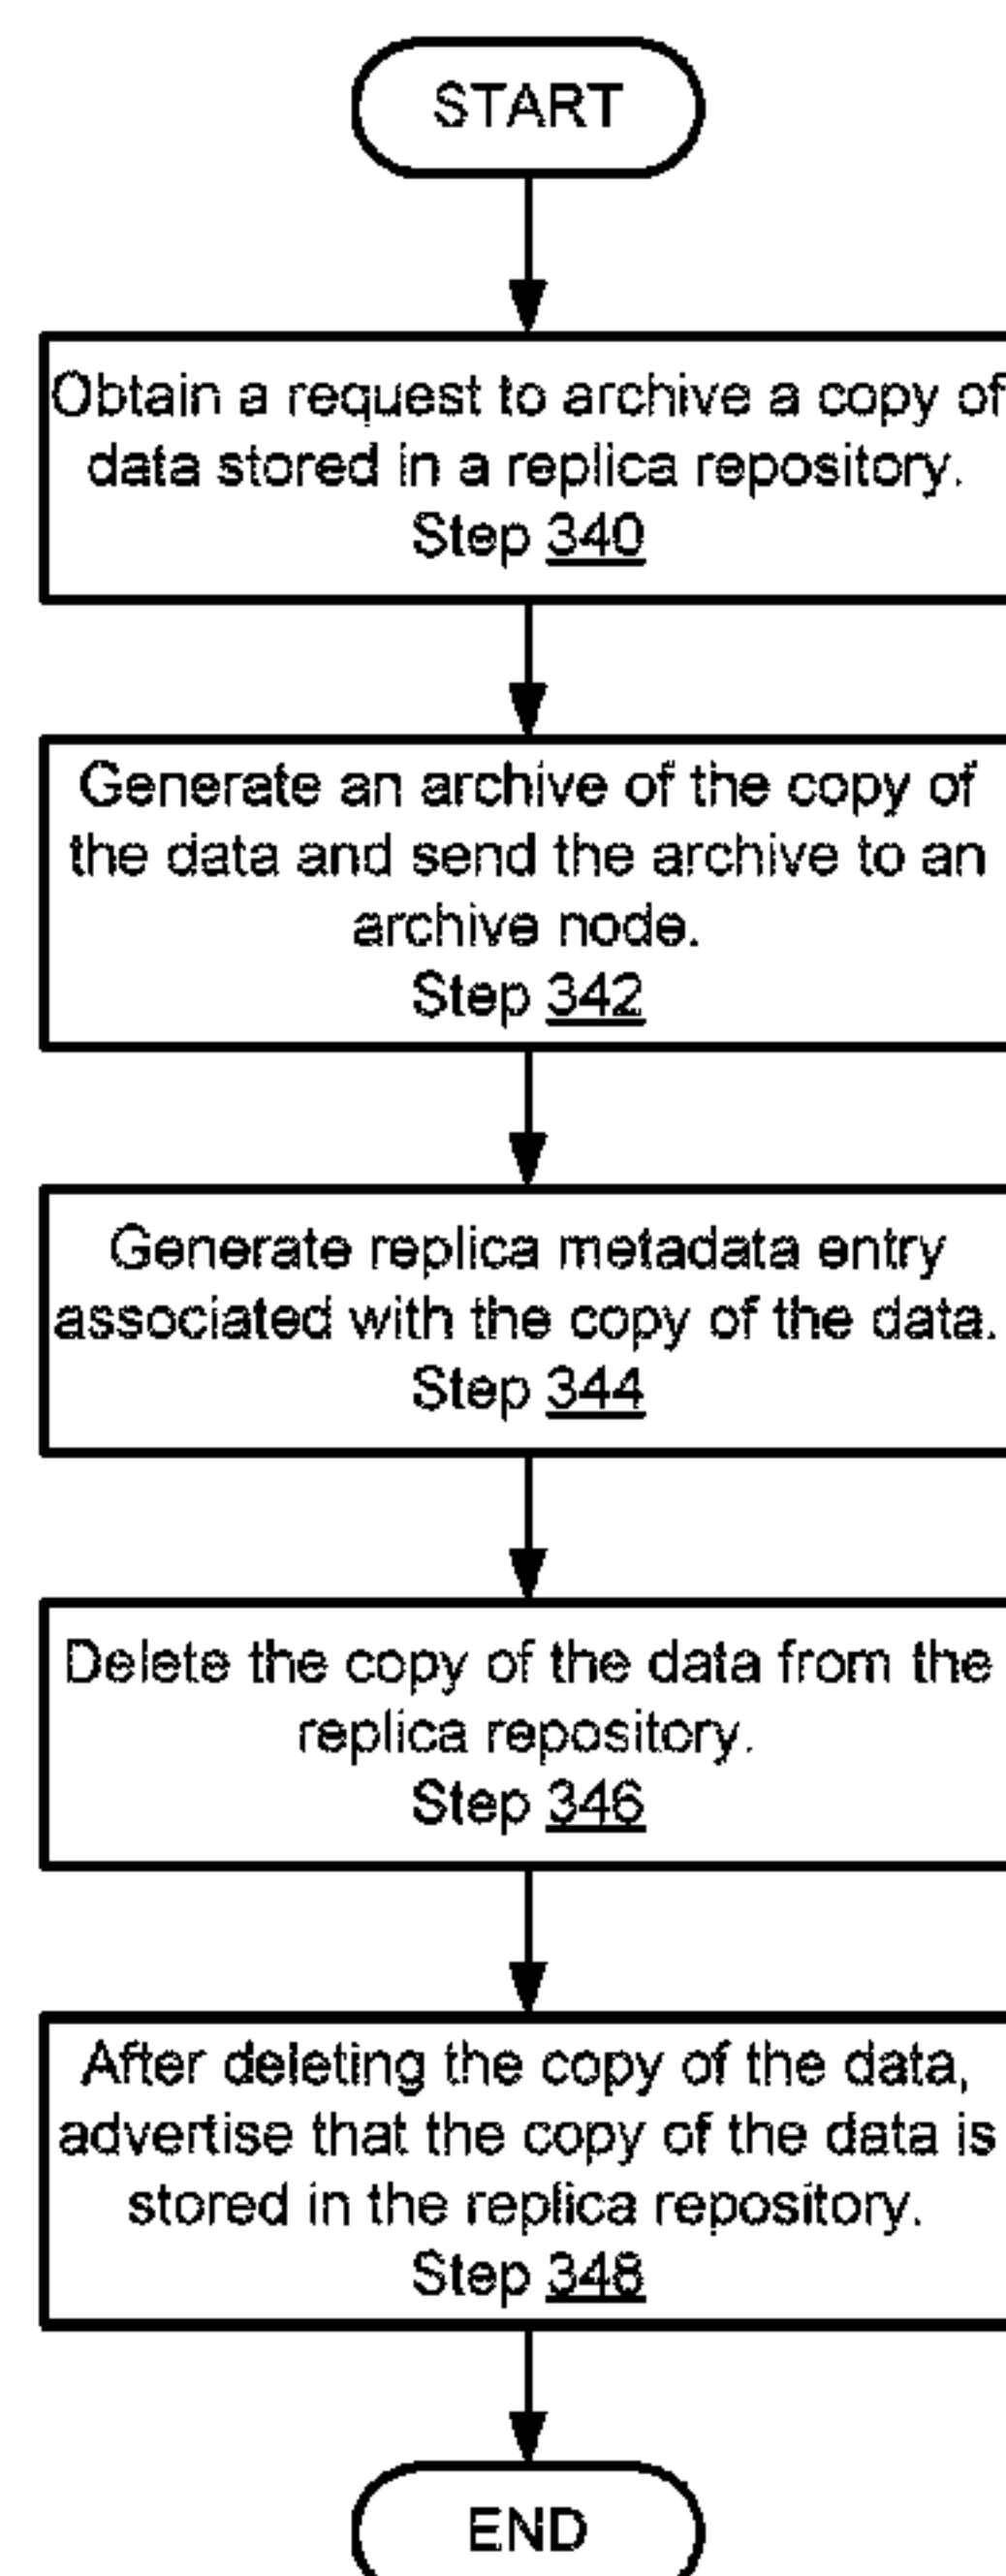 START
Obtain a request to archive a copy of
data stored in a replica repository.
Step 340
Generate an archive of the copy of
the data and send the archive to an
archive node.
Step 342
Generate replica metadata entry
associated with the copy of the data.
Step 344
Delete the copy of the data from the
replica repository.
Step 346
After deleting the copy of the data,
advertise that the copy of the data is
stored in the replica repository.
Step 348
END